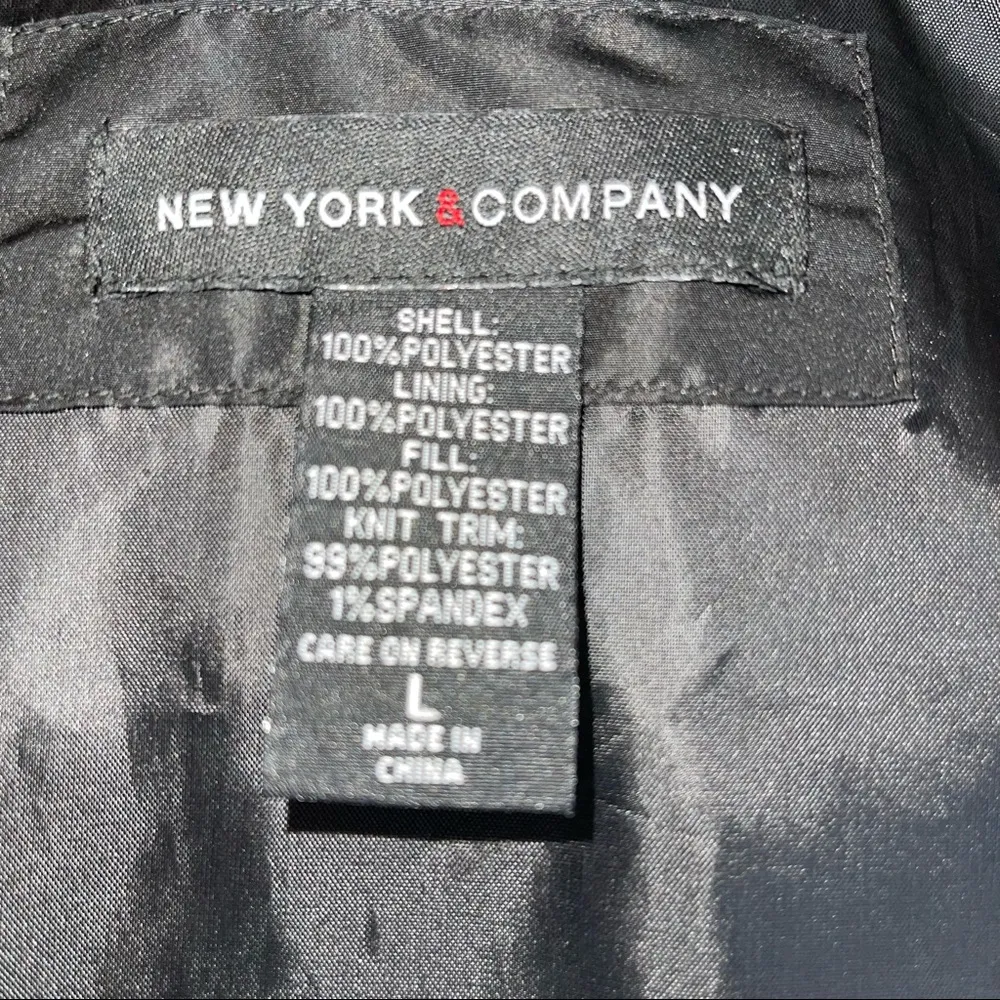 NEW YORK & COMPANY
SHELL:
100%POLYESTER
LINING:
100%POLYESTER
FILL:
100%POLYESTER
KNIT TRIM:
99%POLYESTER
1%SPANDEX
CARE ON REVERSE
L
MADE IN
CHINA